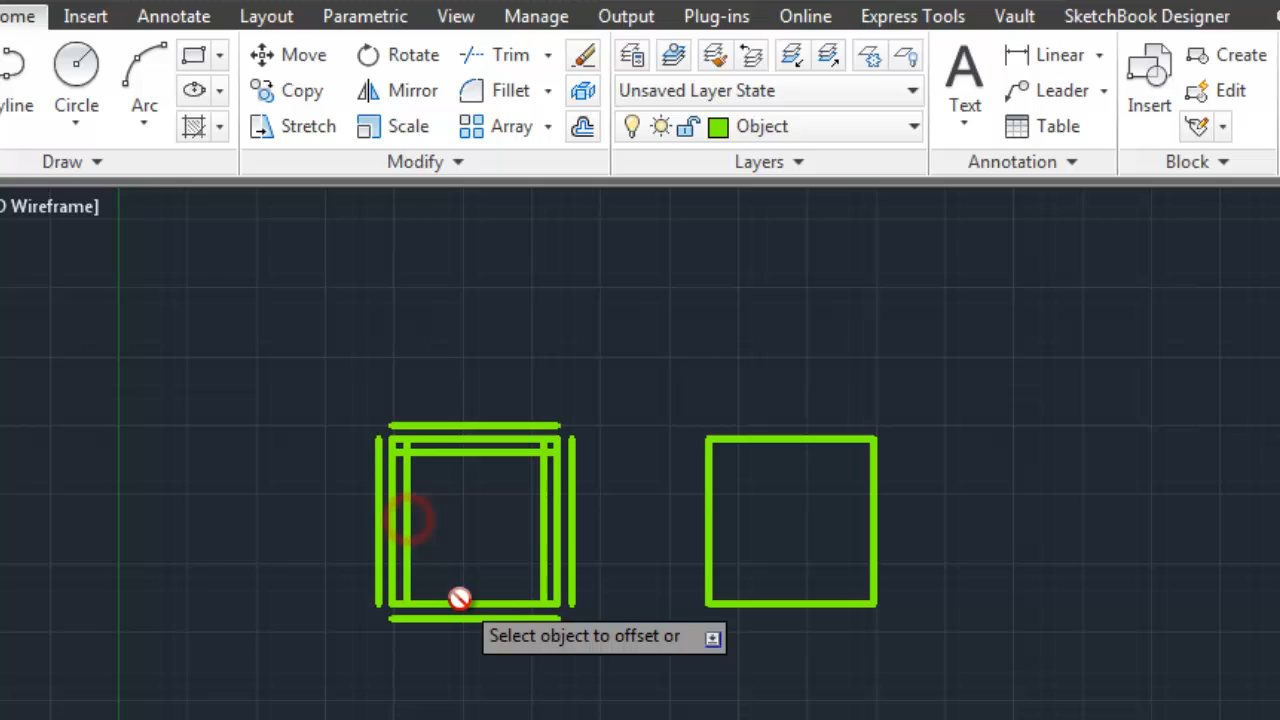 ome Insert Annotate Layout Parametric View Manage Output Plug-ins Online Express Tools Vault SketchBook Designer
Move Rotate Trim Linear Create
yline Circle Arc Copy Mirror Fillet Unsaved Layer State Text Leader Insert Edit
Stretch Scale Array Object Table
Draw Modify Layers Annotation Block
D Wireframe]
Select object to offset or